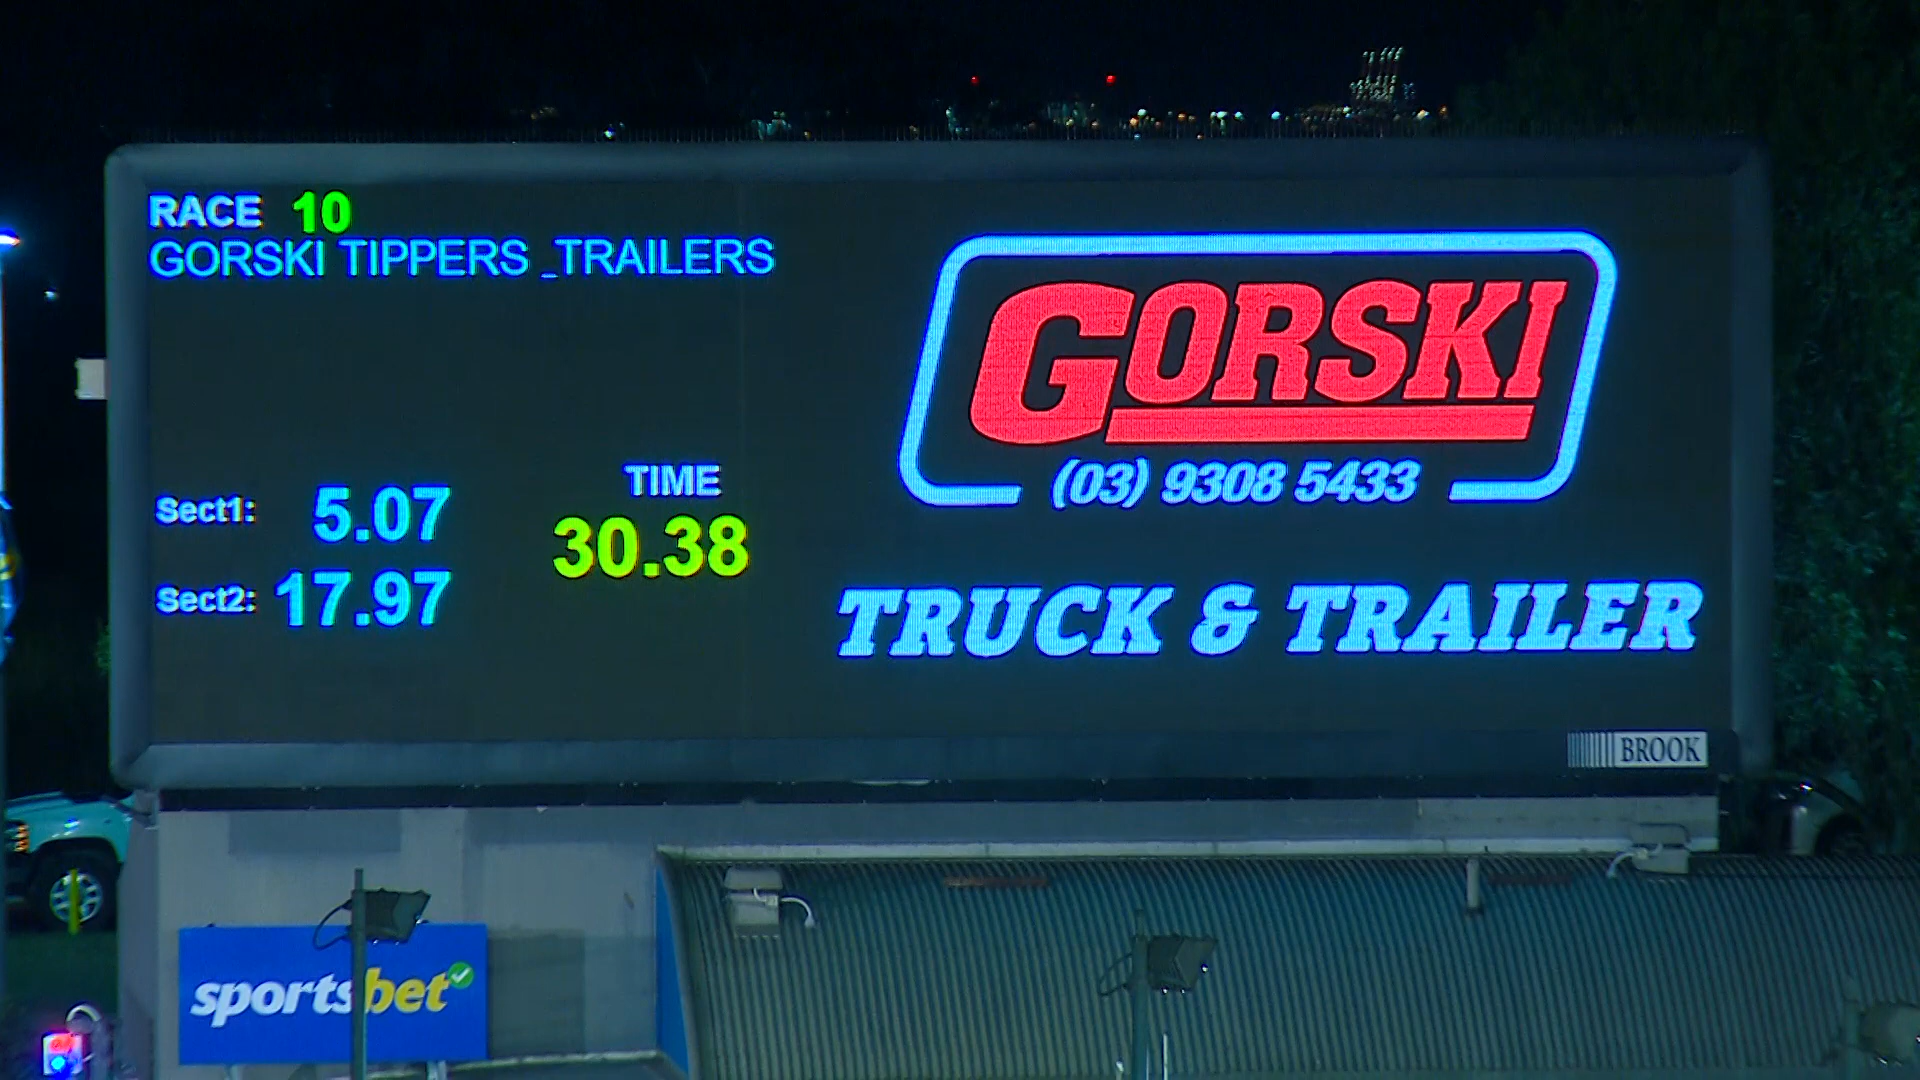 RACE 10
GORSKI TIPPERS _TRAILERS
Sect1: 5.07
Sect2: 17.97
TIME
30.38
GORSKI
(03) 9308 5433
TRUCK & TRAILER
BROOK
sportsbet